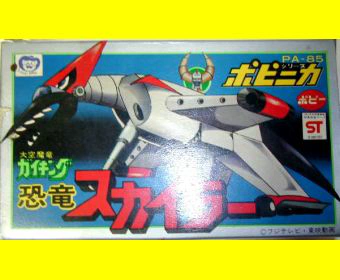 PA-85
ポピニカ
シリーズ
ポピー
ST
大空魔竜
ガイキング
恐竜
スカイラー
©フジテレビ・東映動画